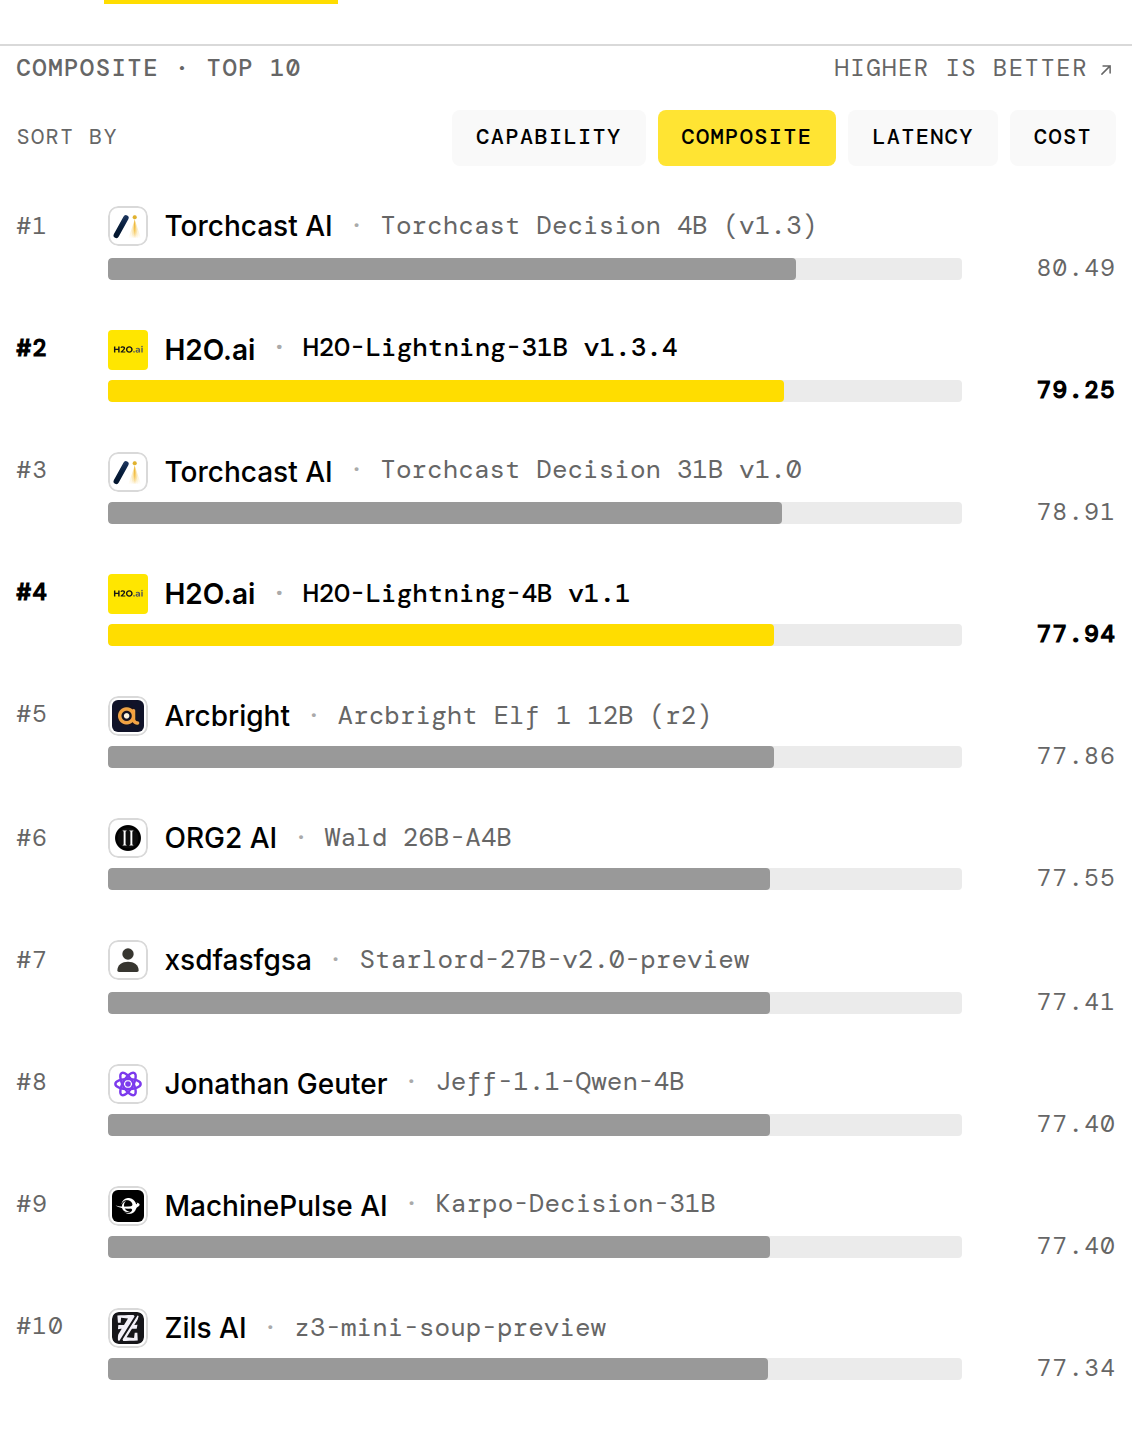 COMPOSITE · TOP 10
HIGHER IS BETTER ↗
SORT BY
CAPABILITY
COMPOSITE
LATENCY
COST
#1 Torchcast AI · Torchcast Decision 4B (v1.3)
80.49
#2 H2O.ai H2O.ai · H2O-Lightning-31B v1.3.4
79.25
#3 Torchcast AI · Torchcast Decision 31B v1.0
78.91
#4 H2O.ai H2O.ai · H2O-Lightning-4B v1.1
77.94
#5 Arcbright · Arcbright Elf 1 12B (r2)
77.86
#6 ORG2 AI · Wald 26B-A4B
77.55
#7 xsdfasfgsa · Starlord-27B-v2.0-preview
77.41
#8 Jonathan Geuter · Jeff-1.1-Qwen-4B
77.40
#9 MachinePulse AI · Karpo-Decision-31B
77.40
#10 Zils AI · z3-mini-soup-preview
77.34